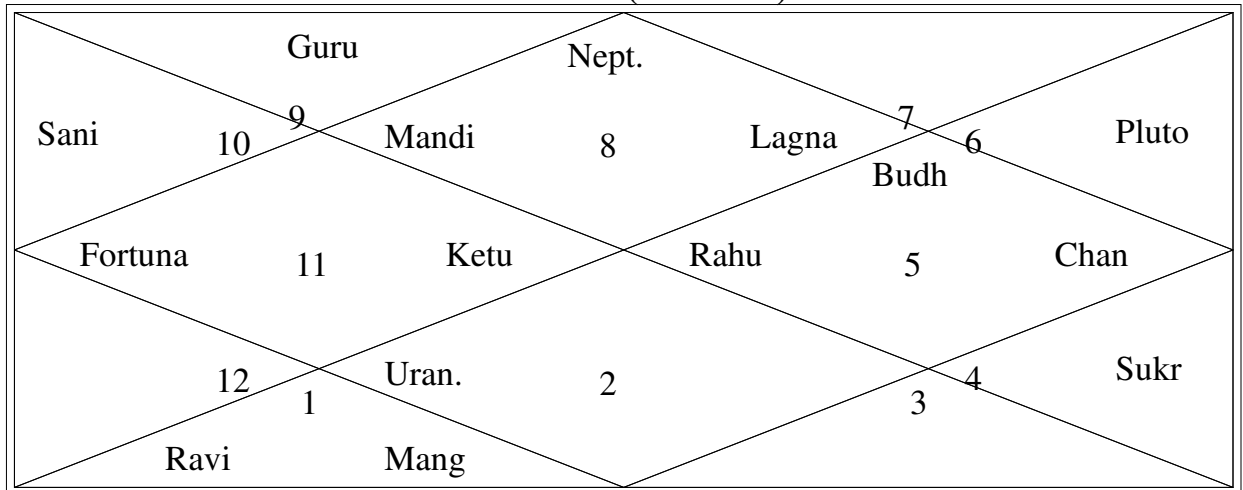 Guru
Nept.
9
7
Sani
10
Mandi
8
Lagna
6
Pluto
Budh
Fortuna
11
Ketu
Rahu
5
Chan
12
Uran.
2
4
Sukr
1
3
Ravi
Mang